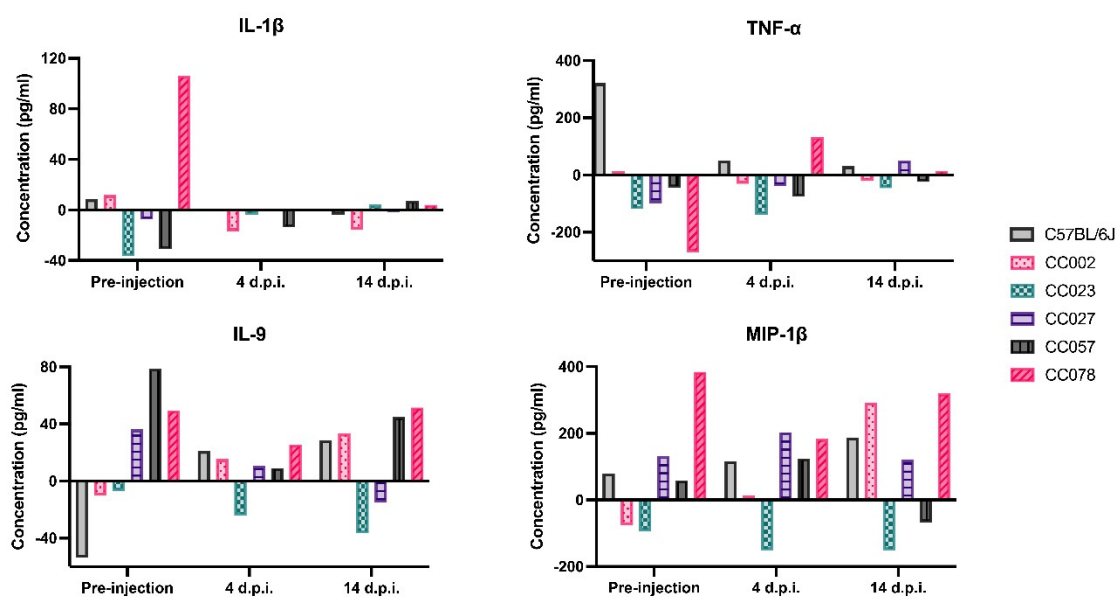 IL-1β
Concentration (pg/ml)
120
80
40
0
-40
Pre-injection 4 d.p.i. 14 d.p.i.
TNF-α
Concentration (pg/ml)
400
200
0
-200
Pre-injection 4 d.p.i. 14 d.p.i.
IL-9
Concentration (pg/ml)
80
40
0
-40
Pre-injection 4 d.p.i. 14 d.p.i.
MIP-1β
Concentration (pg/ml)
400
200
0
-200
Pre-injection 4 d.p.i. 14 d.p.i.
C57BL/6J
CC002
CC023
CC027
CC057
CC078